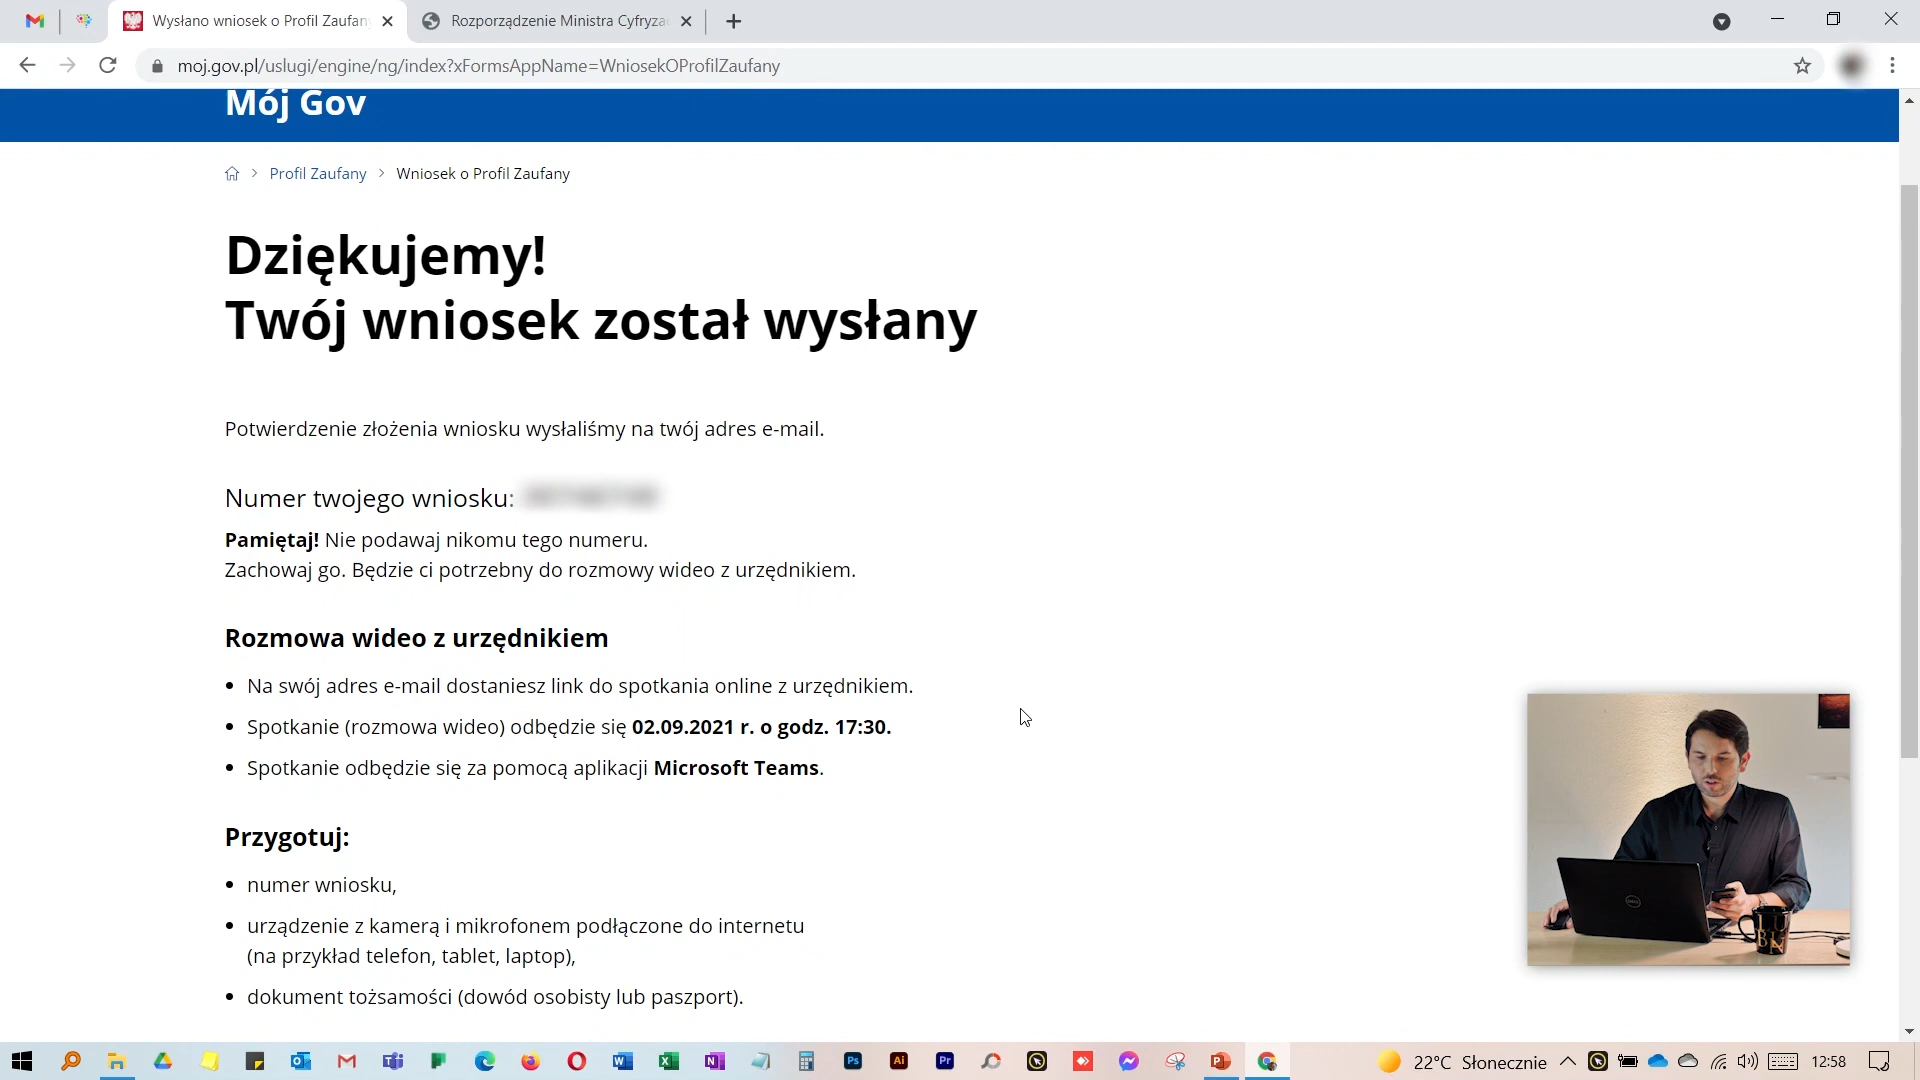 Wysłano wniosek o Profil Zaufan
Rozporządzenie Ministra Cyfryzac
moj.gov.pl/uslugi/engine/ng/index?xFormsAppName=WniosekOProfilZaufany
Mój Gov
Profil Zaufany > Wniosek o Profil Zaufany
Dziękujemy!
Twój wniosek został wysłany
Potwierdzenie złożenia wniosku wysłaliśmy na twój adres e-mail.
Numer twojego wniosku:
Pamiętaj! Nie podawaj nikomu tego numeru.
Zachowaj go. Będzie ci potrzebny do rozmowy wideo z urzędnikiem.
Rozmowa wideo z urzędnikiem
• Na swój adres e-mail dostaniesz link do spotkania online z urzędnikiem.
• Spotkanie (rozmowa wideo) odbędzie się 02.09.2021 r. o godz. 17:30.
• Spotkanie odbędzie się za pomocą aplikacji Microsoft Teams.
Przygotuj:
• numer wniosku,
• urządzenie z kamerą i mikrofonem podłączone do internetu
(na przykład telefon, tablet, laptop),
• dokument tożsamości (dowód osobisty lub paszport).
22°C Słonecznie
12:58